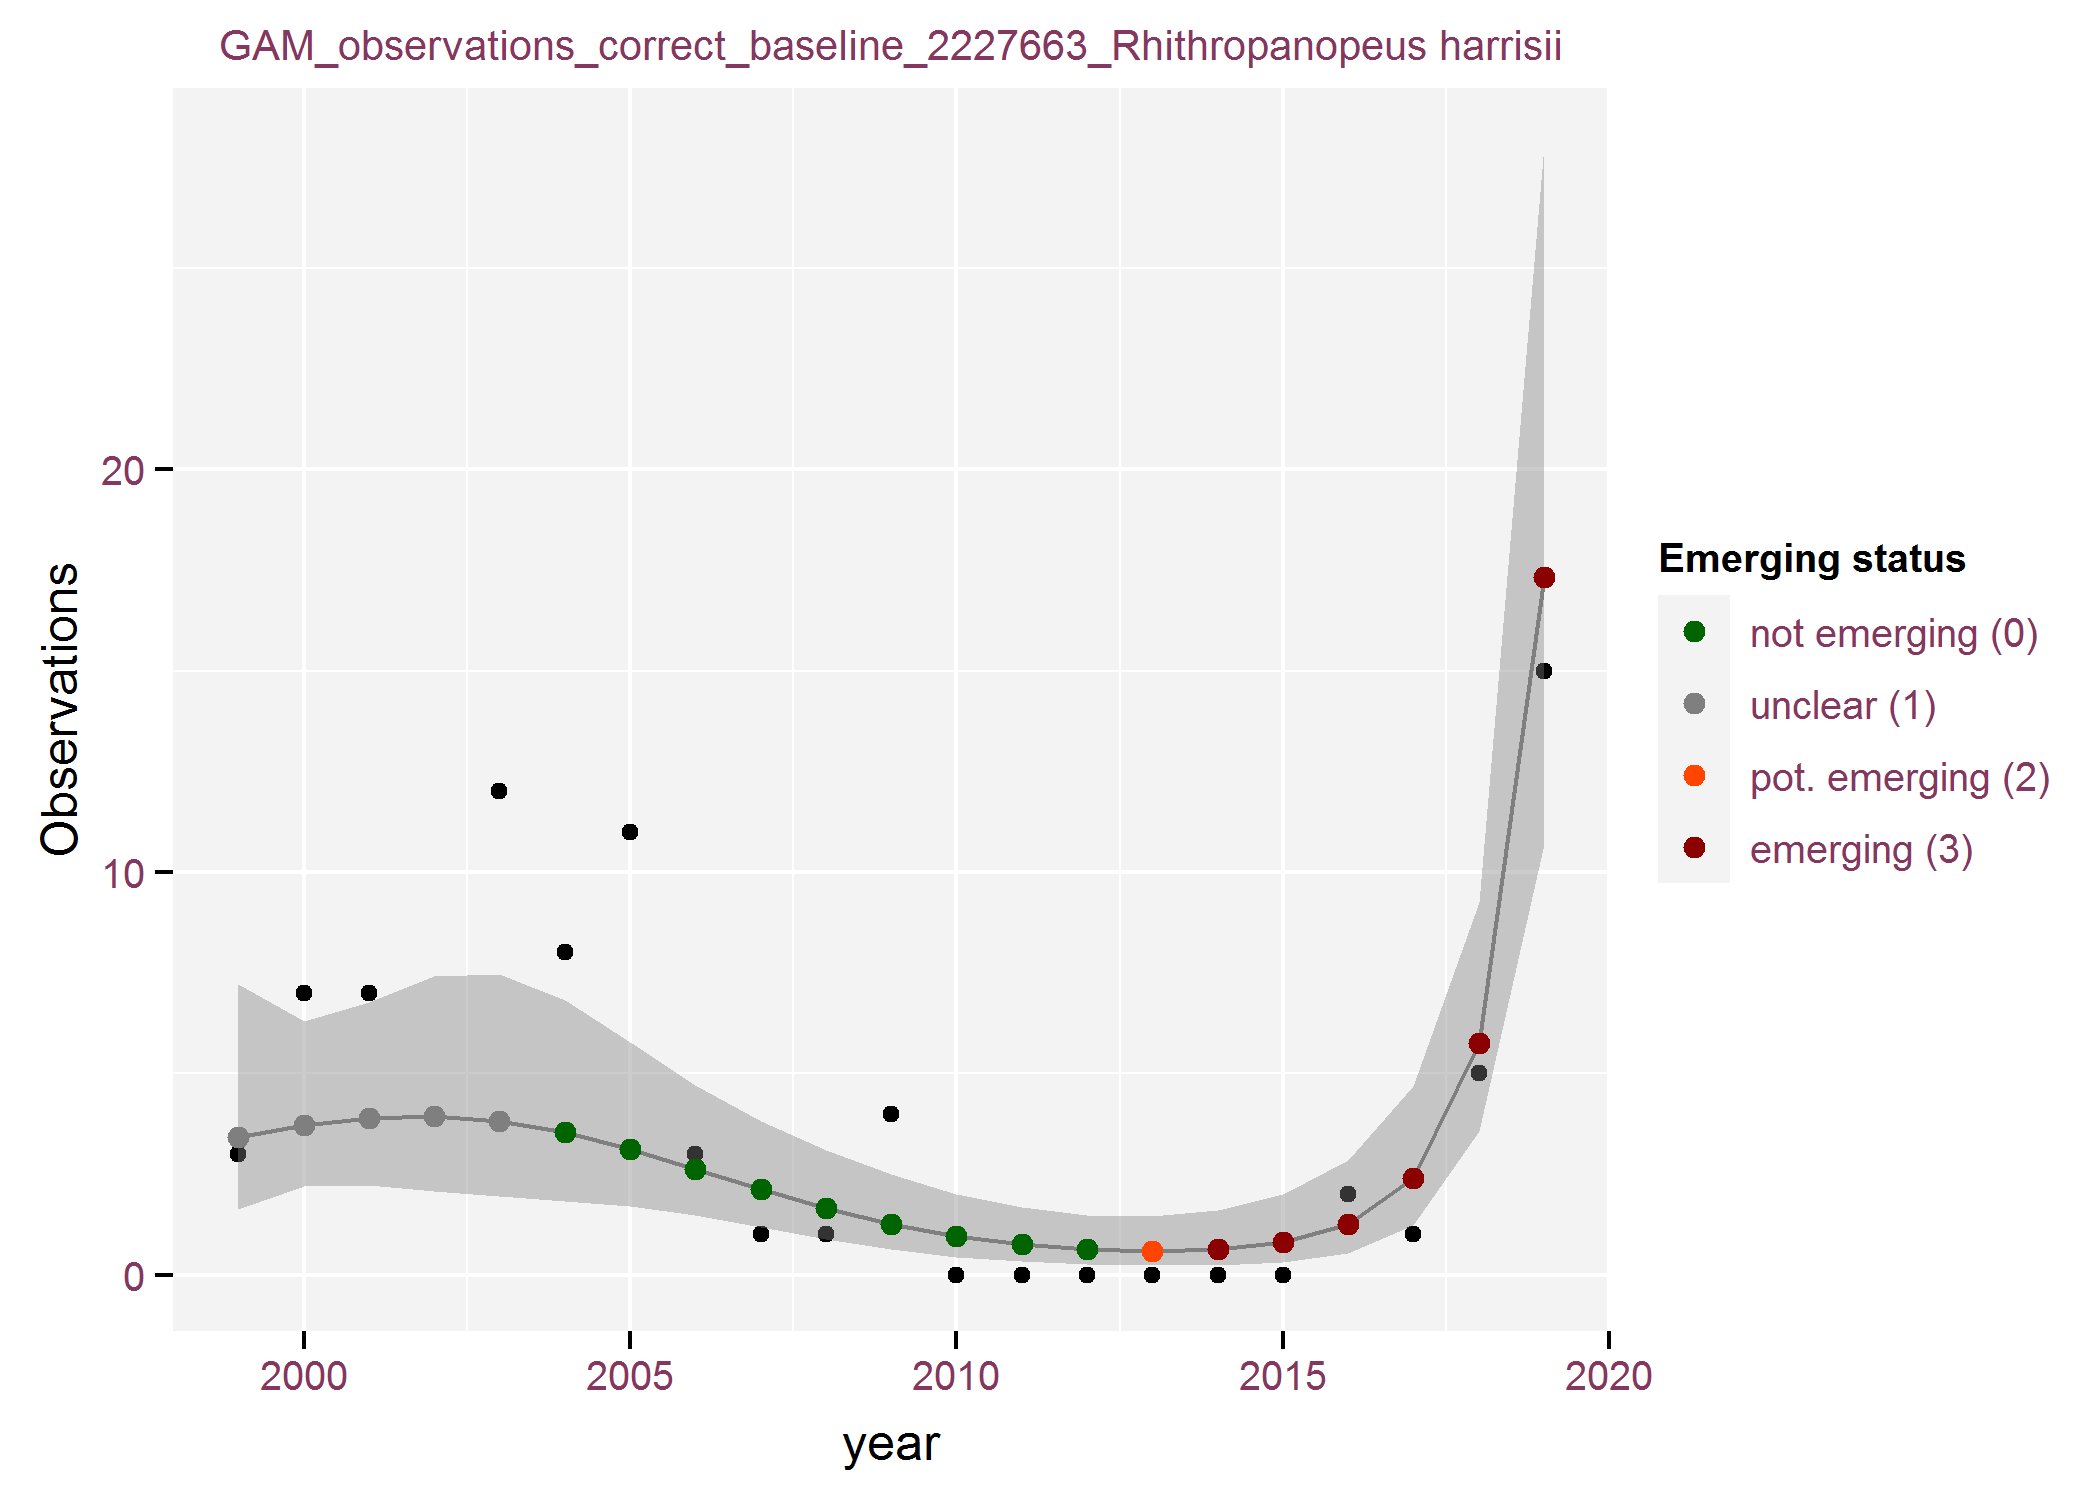 GAM_observations_correct_baseline_2227663_Rhithropanopeus harrisii
Observations
20
10
0
2000
2005
2010
2015
2020
year
Emerging status
not emerging (0)
unclear (1)
pot. emerging (2)
emerging (3)